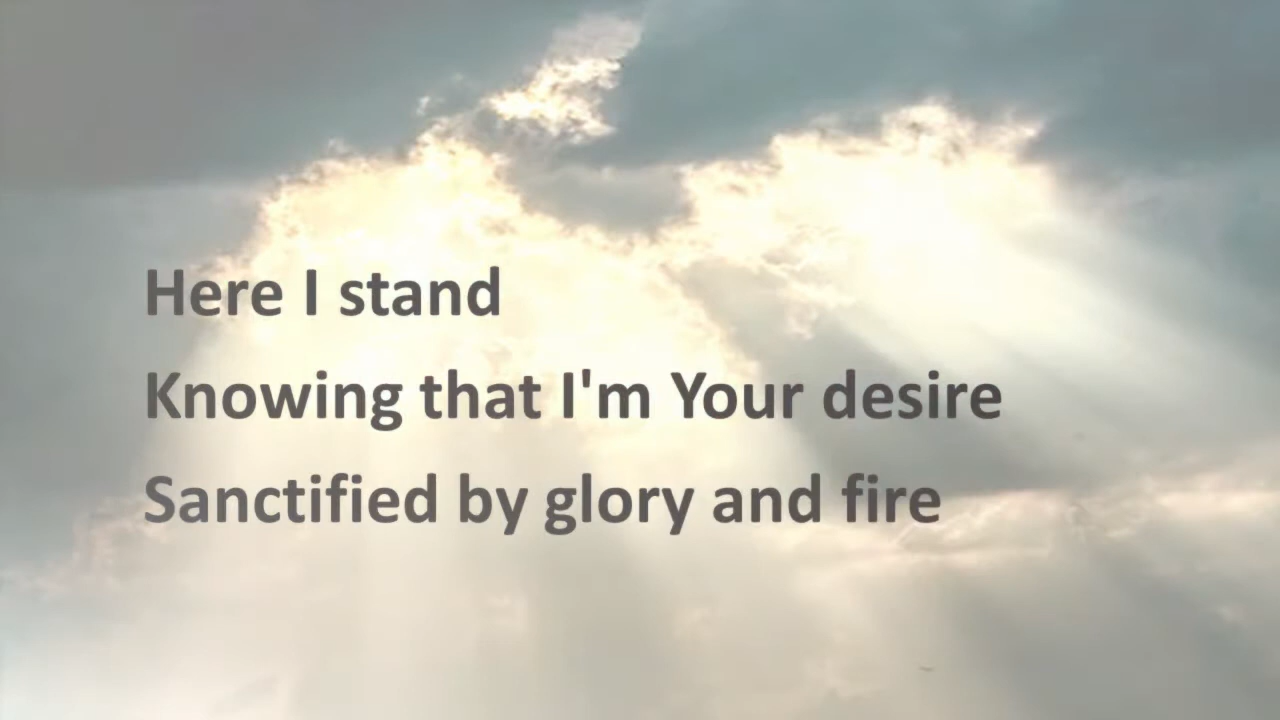 Here I stand
Knowing that I'm Your desire
Sanctified by glory and fire